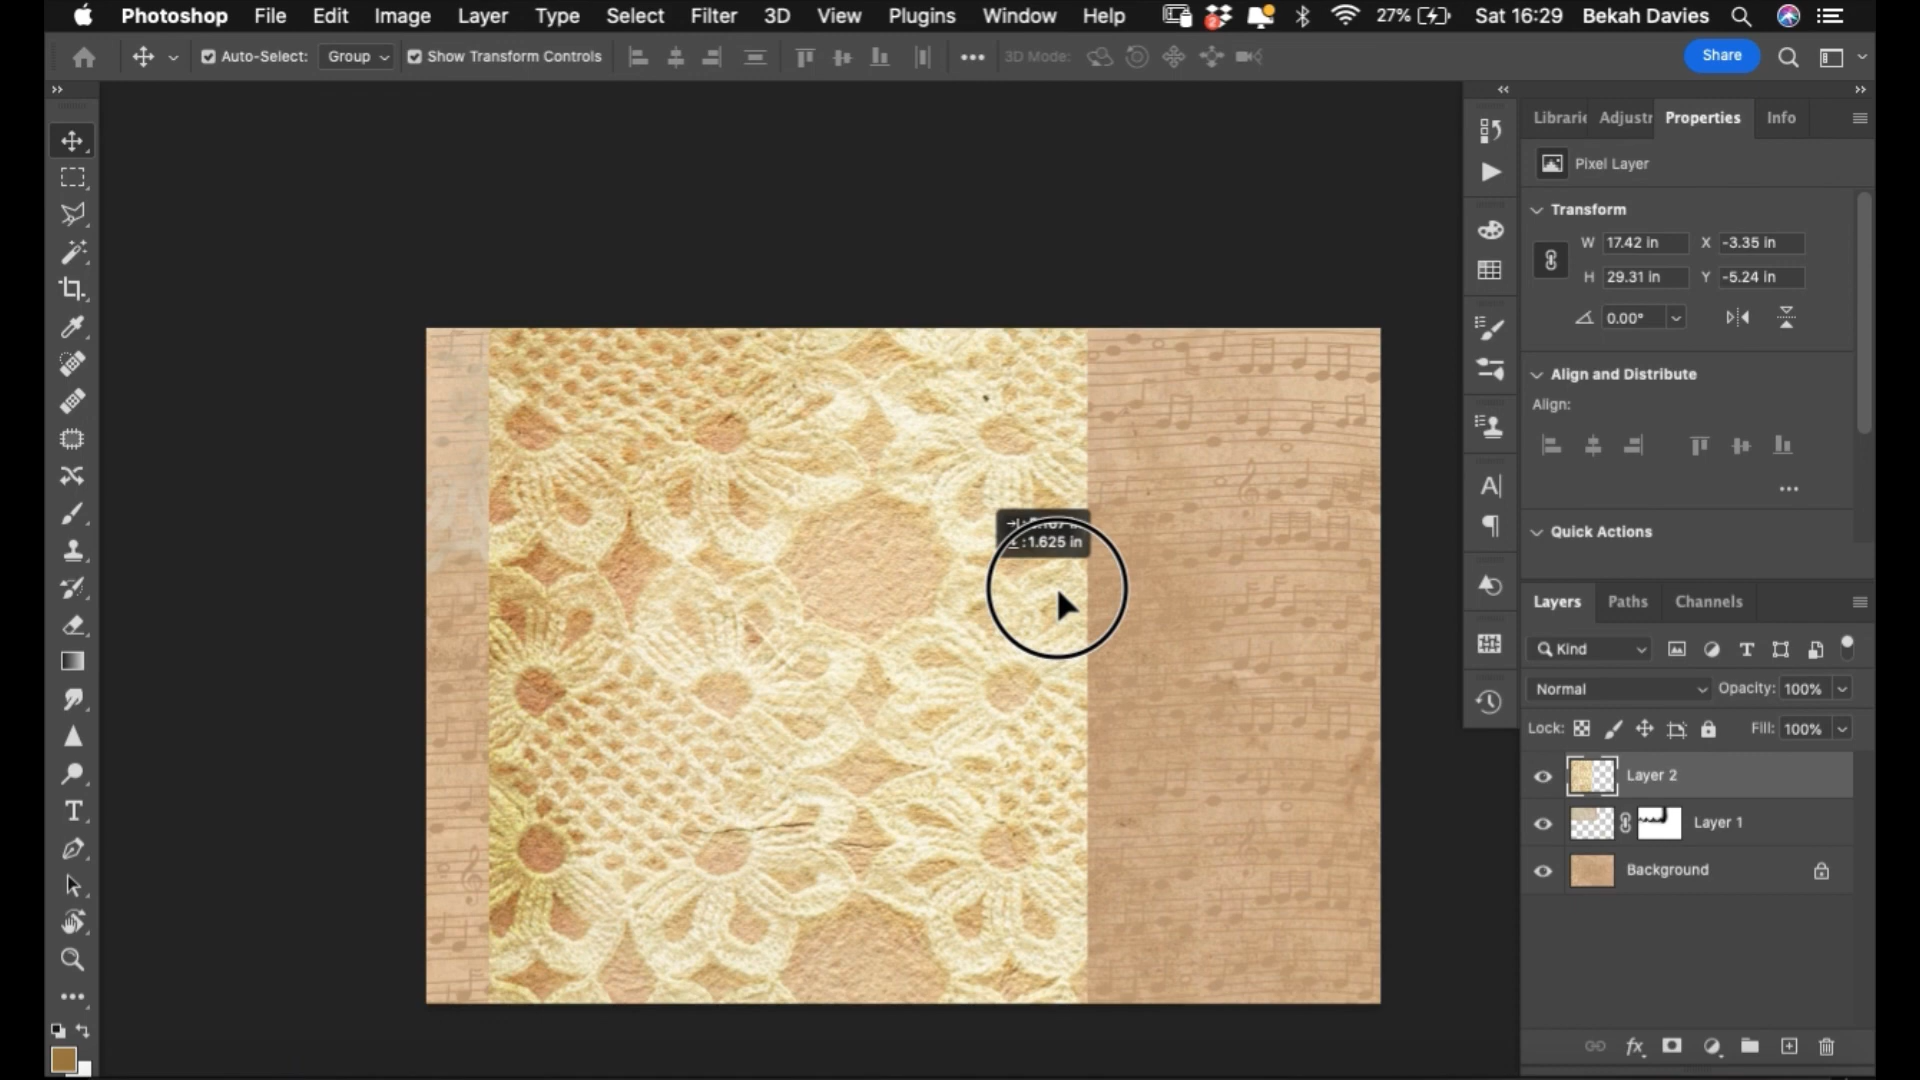 Photoshop File Edit Image Layer Type Select Filter 3D View Plugins Window Help 2 27% Sat 16:29 Bekah Davies
Auto-Select: Group Show Transform Controls 3D Mode: Share
Librarie Adjustr Properties Info
Pixel Layer
Transform
W 17.42 in X -3.35 in
H 29.31 in Y -5.24 in
0.00°
Align and Distribute
Align:
Quick Actions
: 1.625 in
Layers Paths Channels
Kind
Normal Opacity: 100%
Lock: Fill: 100%
Layer 2
Layer 1
Background